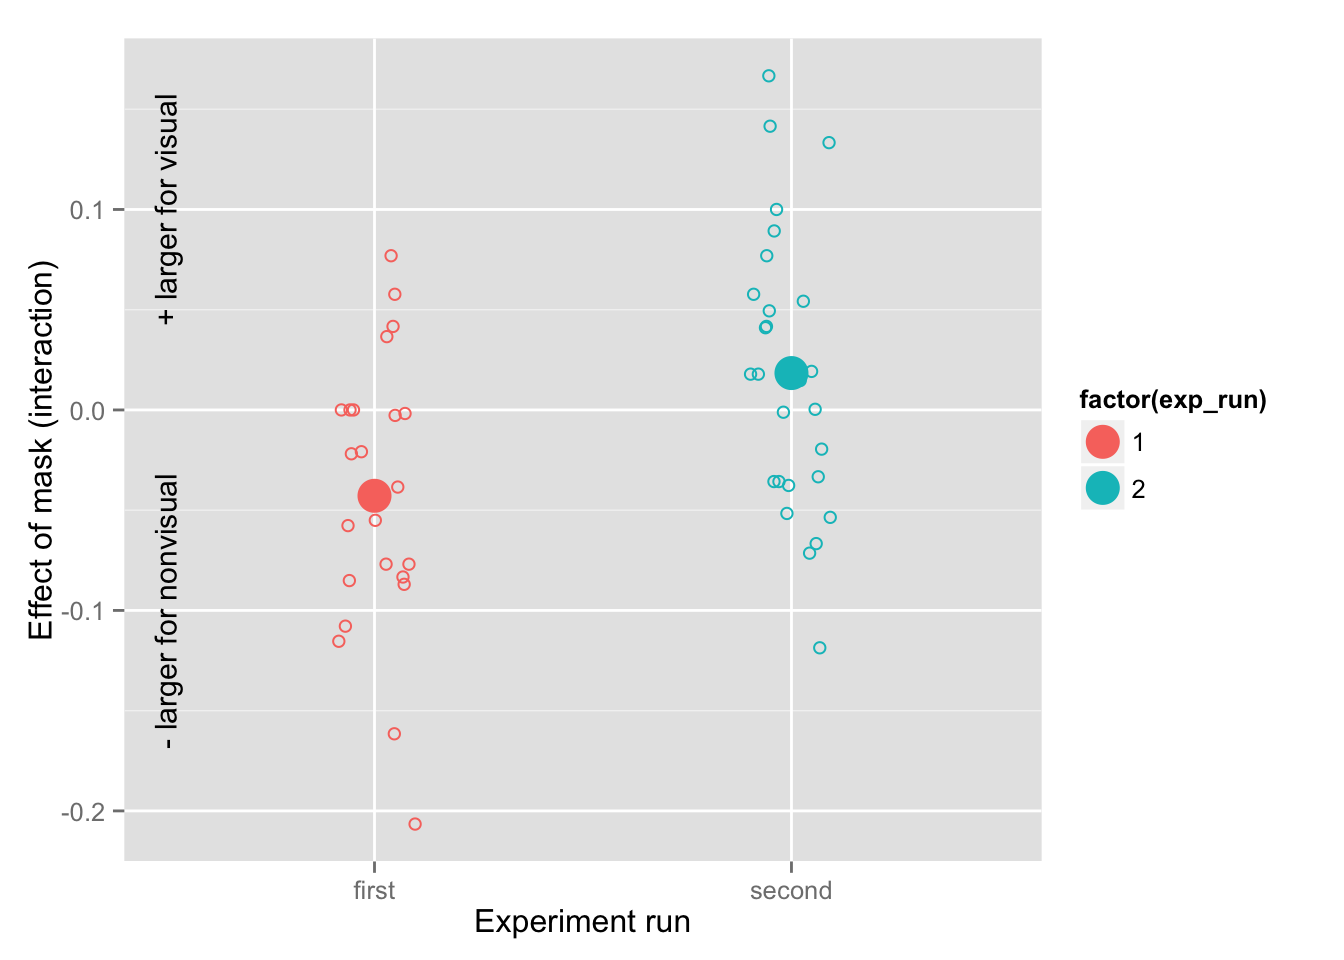 Effect of mask (interaction)
+ larger for visual
- larger for nonvisual
0.1
0.0
-0.1
-0.2
first
second
Experiment run
factor(exp_run)
1
2